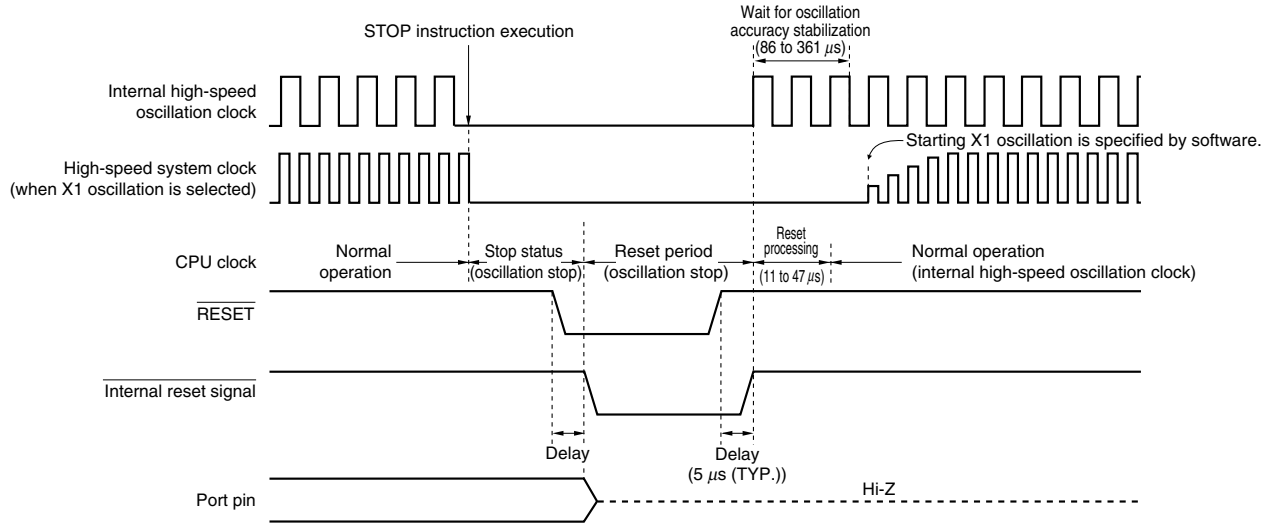 Wait for oscillation
accuracy stabilization
(86 to 361 μs)
STOP instruction execution
Internal high-speed
oscillation clock
Starting X1 oscillation is specified by software.
High-speed system clock
(when X1 oscillation is selected)
CPU clock
Normal
operation
Stop status
(oscillation stop)
Reset period
(oscillation stop)
Reset
processing
(11 to 47 μs)
Normal operation
(internal high-speed oscillation clock)
RESET
Internal reset signal
Delay
Delay
(5 μs (TYP.))
Port pin
Hi-Z